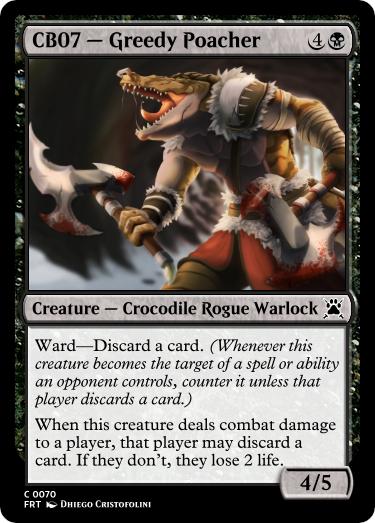 CB07 — Greedy Poacher 4
Creature — Crocodile Rogue Warlock
Ward—Discard a card. (Whenever this
creature becomes the target of a spell or ability
an opponent controls, counter it unless that
player discards a card.)
When this creature deals combat damage
to a player, that player may discard a
card. If they don't, they lose 2 life.
4/5
C 0070
FRT Dhiego Cristofolini